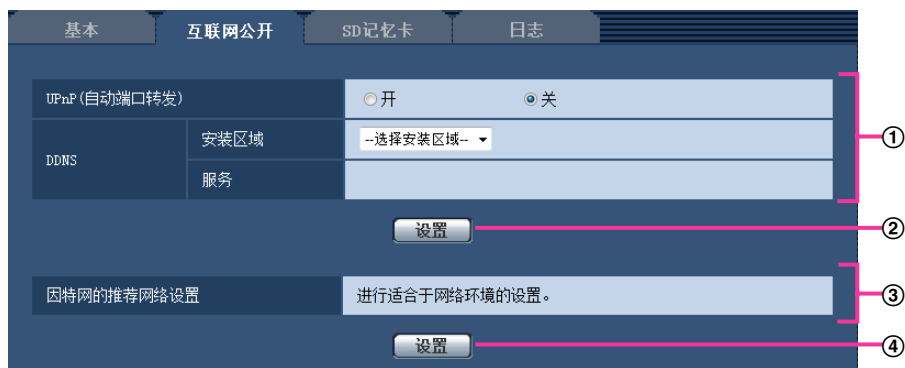 基本 互联网公开 SD记忆卡 日志
UPnP(自动端口转发) 开 关
①
DDNS 安装区域 --选择安装区域--
服务
设置 ②
因特网的推荐网络设置 进行适合于网络环境的设置。 ③
设置 ④